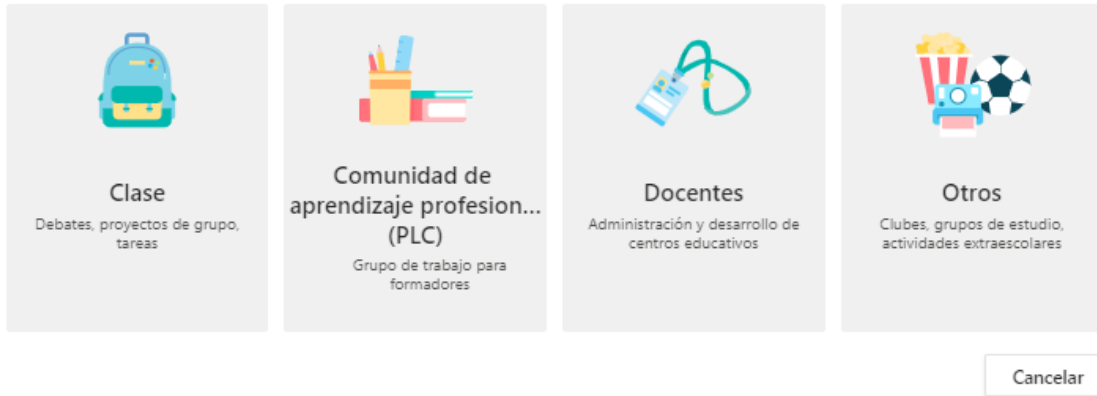 Clase
Debates, proyectos de grupo,
tareas
Comunidad de
aprendizaje profesion...
(PLC)
Grupo de trabajo para
formadores
Docentes
Administración y desarrollo de
centros educativos
Otros
Clubes, grupos de estudio,
actividades extraescolares
Cancelar